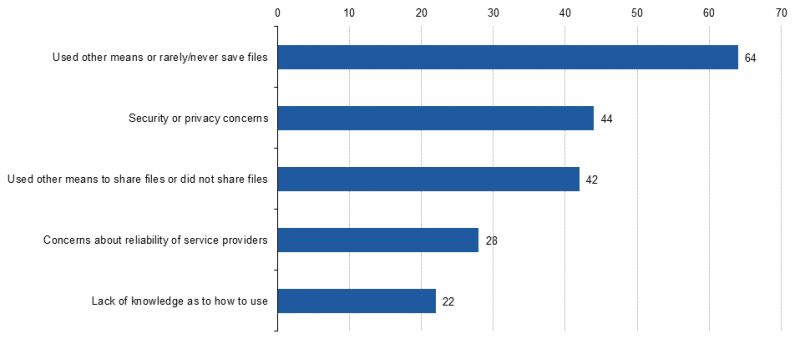 0 10 20 30 40 50 60 70
Used other means or rarely/never save files 64
Security or privacy concerns 44
Used other means to share files or did not share files 42
Concerns about reliability of service providers 28
Lack of knowledge as to how to use 22